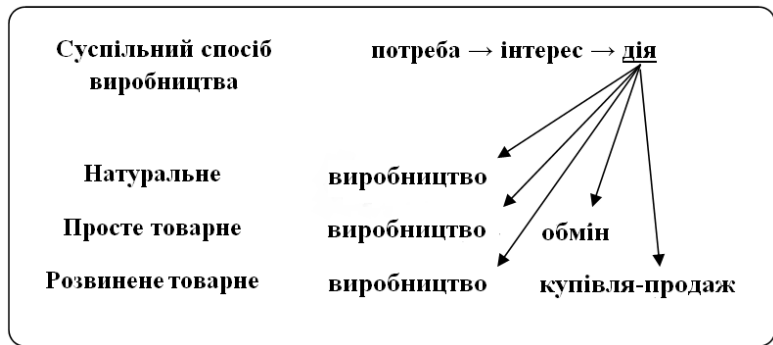 Суспільний спосіб потреба → інтерес → дія
виробництва
Натуральне виробництво
Просте товарне виробництво обмін
Розвинене товарне виробництво купівля-продаж